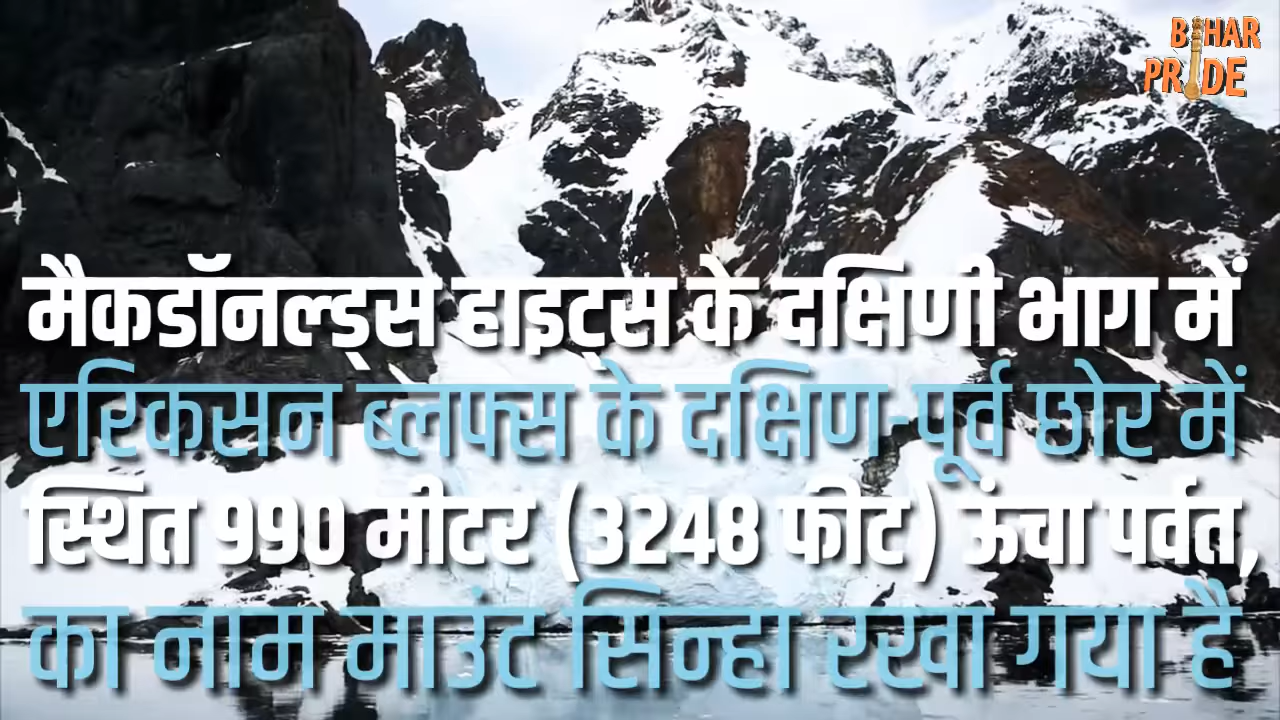 BIHAR
PRIDE
मैकडॉनल्ड्स हाइट्स के दक्षिणी भाग में
एरिकसन ब्लफ्स के दक्षिण-पूर्व छोर में
स्थित 990 मीटर (3248 फीट) ऊंचा पर्वत,
का नाम माउंट सिन्हा रखा गया है